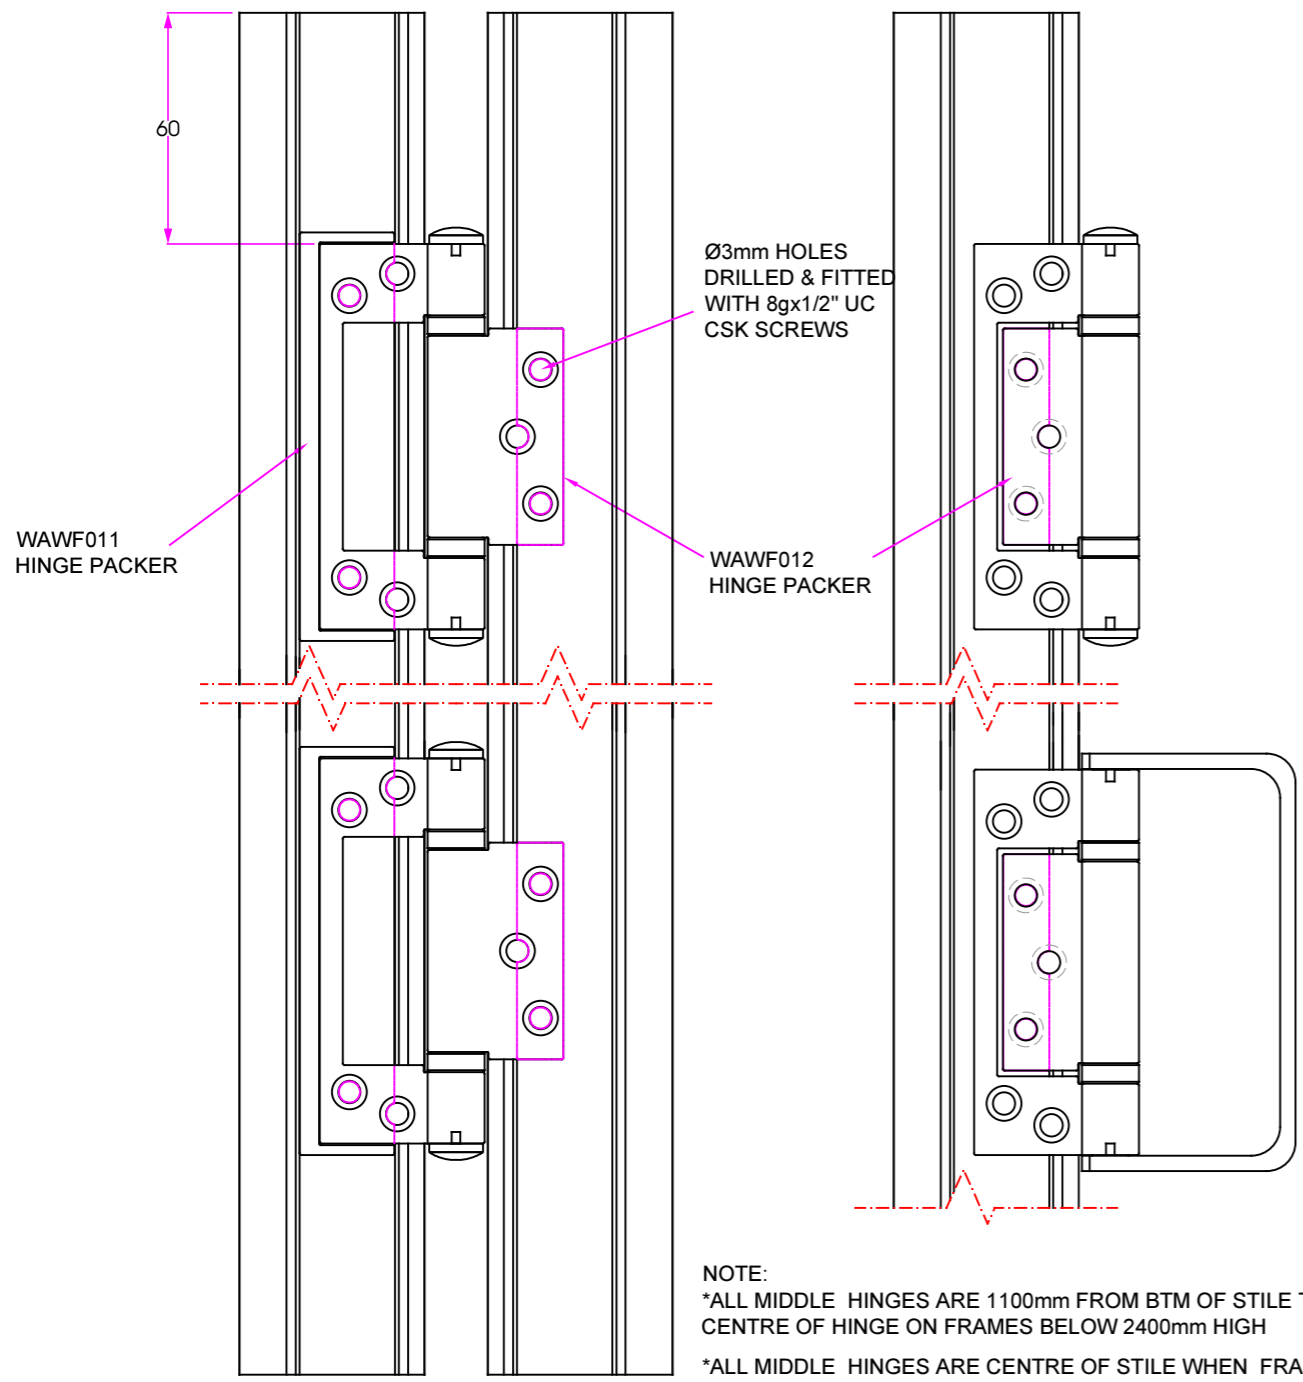 60
Ø3mm HOLES
DRILLED & FITTED
WITH 8gx1/2" UC
CSK SCREWS
WAWF011
HINGE PACKER
WAWF012
HINGE PACKER
NOTE:
*ALL MIDDLE HINGES ARE 1100mm FROM BTM OF STILE
CENTRE OF HINGE ON FRAMES BELOW 2400mm HIGH
*ALL MIDDLE HINGES ARE CENTRE OF STILE WHEN